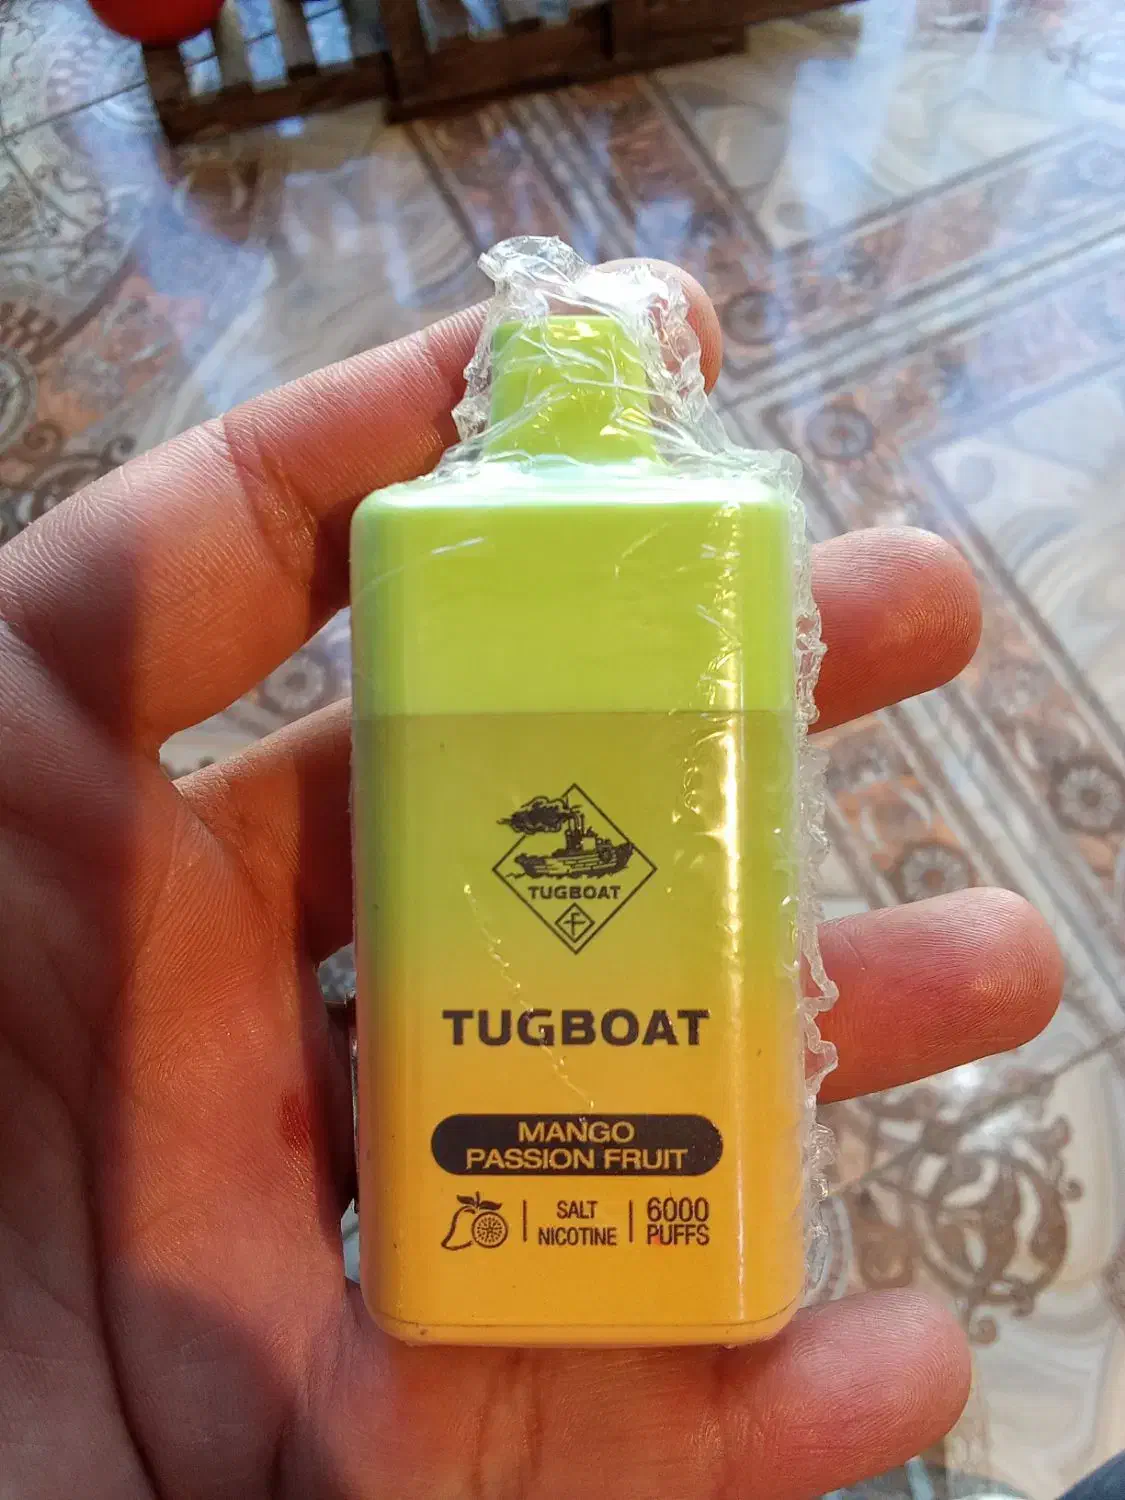 TUGBOAT
F
TUGBOAT
MANGO
PASSION FRUIT
SALT
NICOTINE
6000
PUFFS